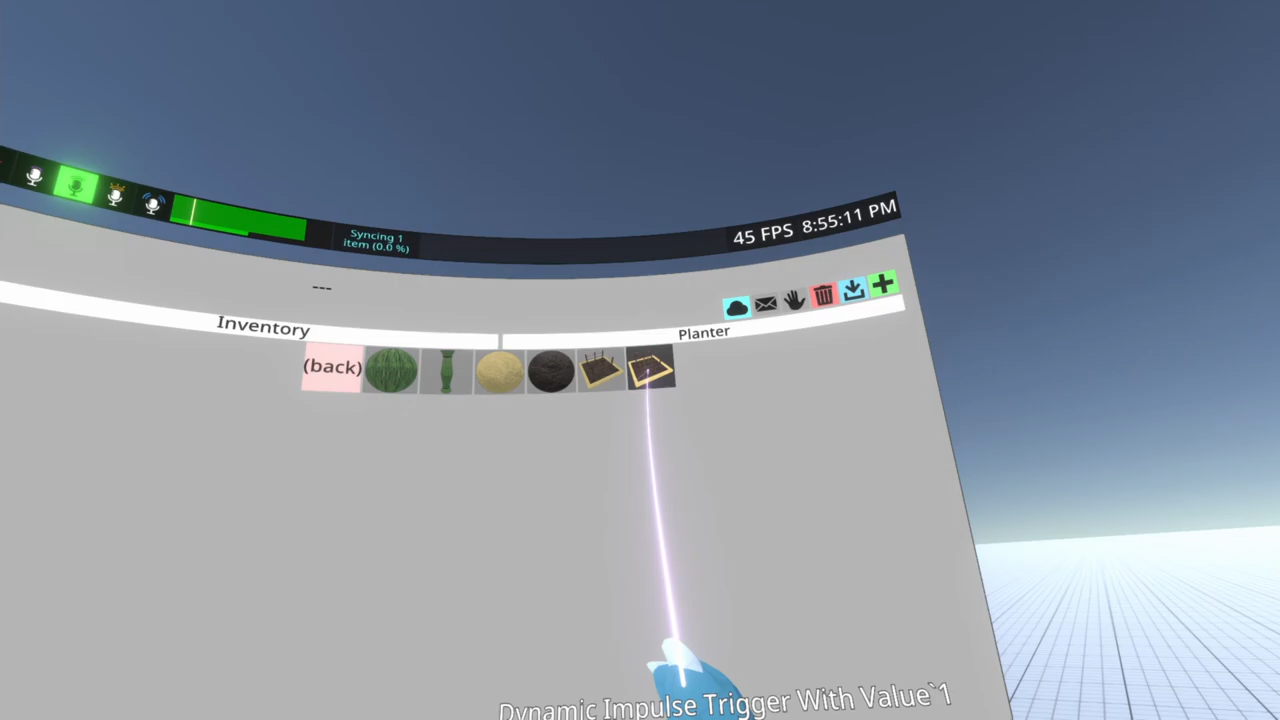 Syncing 1
item (0.0 %)
45 FPS 8:55:11 PM
---
Inventory
Planter
(back)
Dynamic Impulse Trigger With Value`1